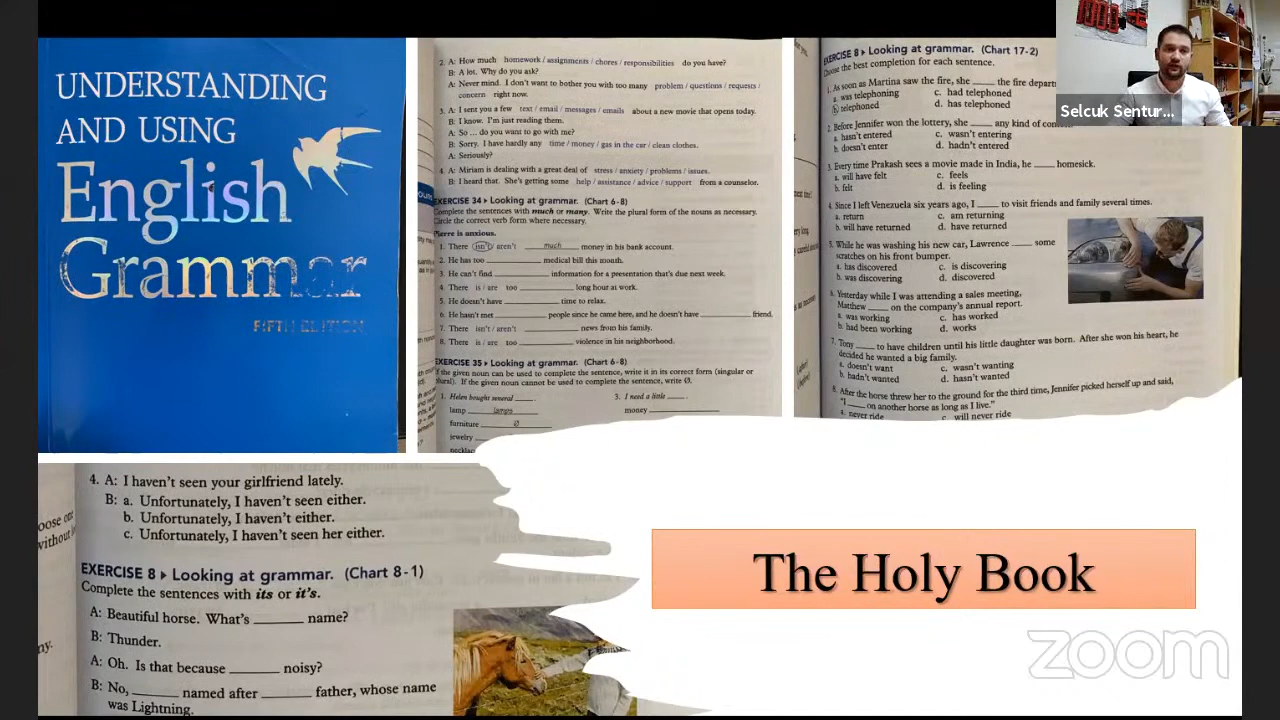 UNDERSTANDING
AND USING
English
Grammar
FIFTH EDITION
2. A: How much homework / assignments / chores / responsibilities do you have?
B: A lot. Why do you ask?
A: Never mind. I don't want to bother you with too many problem / questions / requests /
concern right now.
3. A: I sent you a few text / email / messages / emails about a new movie that opens today.
B: I know. I'm just reading them.
A: So ... do you want to go with me?
B: Sorry. I have hardly any time / money / gas in the car / clean clothes.
A: Seriously?
4. A: Miriam is dealing with a great deal of stress / anxiety / problems / issues.
B: I heard that. She's getting some help / assistance / advice / support from a counselor.
EXERCISE 34 ▸ Looking at grammar. (Chart 6-8)
Complete the sentences with much or many. Write the plural form of the nouns as necessary.
Circle the correct verb form where necessary.
Pierre is anxious.
1. There isn't / aren't much money in his bank account.
2. He has too ________ medical bill this month.
3. He can't find ________ information for a presentation that's due next week.
4. There is / are too ________ long hour at work.
5. He doesn't have ________ time to relax.
6. He hasn't met ________ people since he came here, and he doesn't have ________ friend.
7. There isn't / aren't ________ news from his family.
8. There is / are too ________ violence in his neighborhood.
EXERCISE 35 ▸ Looking at grammar. (Chart 6-8)
If the given noun can be used to complete the sentence, write it in its correct form (singular or
plural). If the given noun cannot be used to complete the sentence, write Ø.
1. Helen bought several ____. 3. I need a little ____.
lamp lamps money ________
furniture Ø
jewelry
EXERCISE 8 ▸ Looking at grammar. (Chart 17-2)
Choose the best completion for each sentence.
1. As soon as Martina saw the fire, she ____ the fire
a. was telephoning c. had telephoned
b. telephoned d. has telephoned
2. Before Jennifer won the lottery, she ____ any kind of
a. hasn't entered c. wasn't entering
b. doesn't enter d. hadn't entered
3. Every time Prakash sees a movie made in India, he ____ homesick.
a. will have felt c. feels
b. felt d. is feeling
4. Since I left Venezuela six years ago, I ____ to visit friends and family several times.
a. return c. am returning
b. will have returned d. have returned
5. While he was washing his new car, Lawrence ____ some
scratches on his front bumper.
a. has discovered c. is discovering
b. was discovering d. discovered
6. Yesterday while I was attending a sales meeting,
Matthew ____ on the company's annual report.
a. was working c. has worked
b. had been working d. works
7. Tony ____ to have children until his little daughter was born. After she won his heart, he
decided he wanted a big family.
a. doesn't want c. wasn't wanting
b. hadn't wanted d. hasn't wanted
8. After the horse threw her to the ground for the third time, Jennifer picked herself up and said,
"I ____ on another horse as long as I live."
a. never ride c. will never ride
Selcuk Sentur...
4. A: I haven't seen your girlfriend lately.
B: a. Unfortunately, I haven't seen either.
b. Unfortunately, I haven't either.
c. Unfortunately, I haven't seen her either.
EXERCISE 8 ▸ Looking at grammar. (Chart 8-1)
Complete the sentences with its or it's.
A: Beautiful horse. What's ______ name?
B: Thunder.
A: Oh. Is that because ______ noisy?
B: No, ______ named after ______ father, whose name
was Lightning.
The Holy Book
zoom